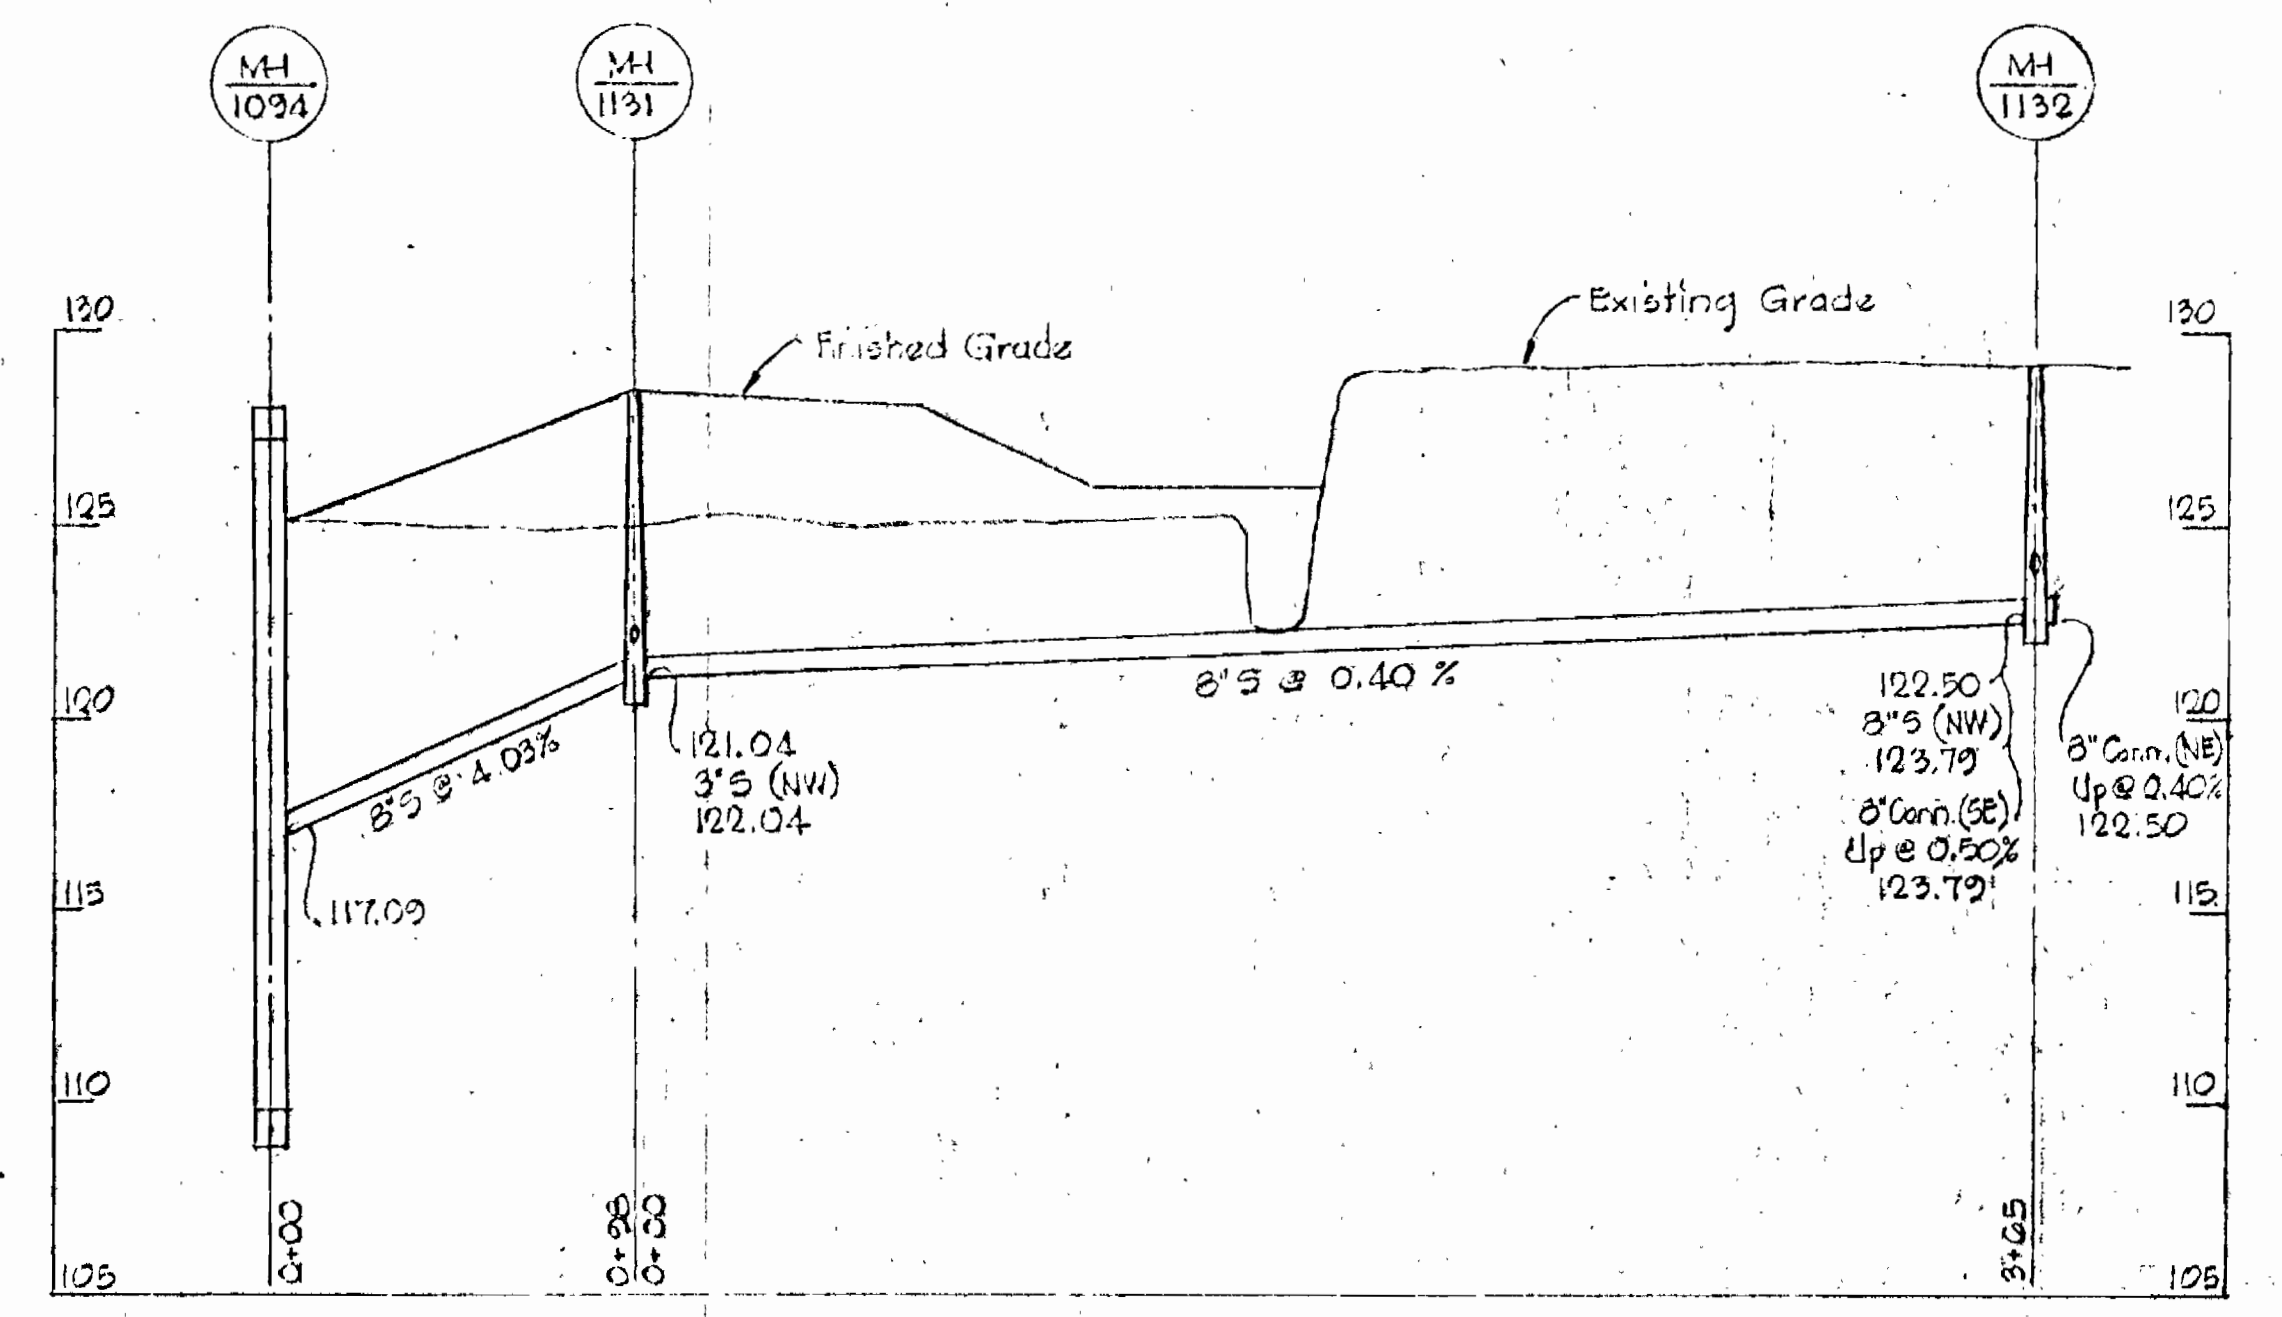 MH
1094
MH
1131
MH
1132
130
130
Existing Grade
Finished Grade
125
125
120
120
8"S @ 4.03%
8"S @ 0.40 %
121.04
8"S (NW)
122.04
122.50
8"S (NW)
123.79
8"Conn.(SE)
Up @ 0.50%
123.79
8" Conn.(NE)
Up @ 0.40%
122.50
117.09
115
115
110
110
0+00
0+98
0+00
3+65
105
105